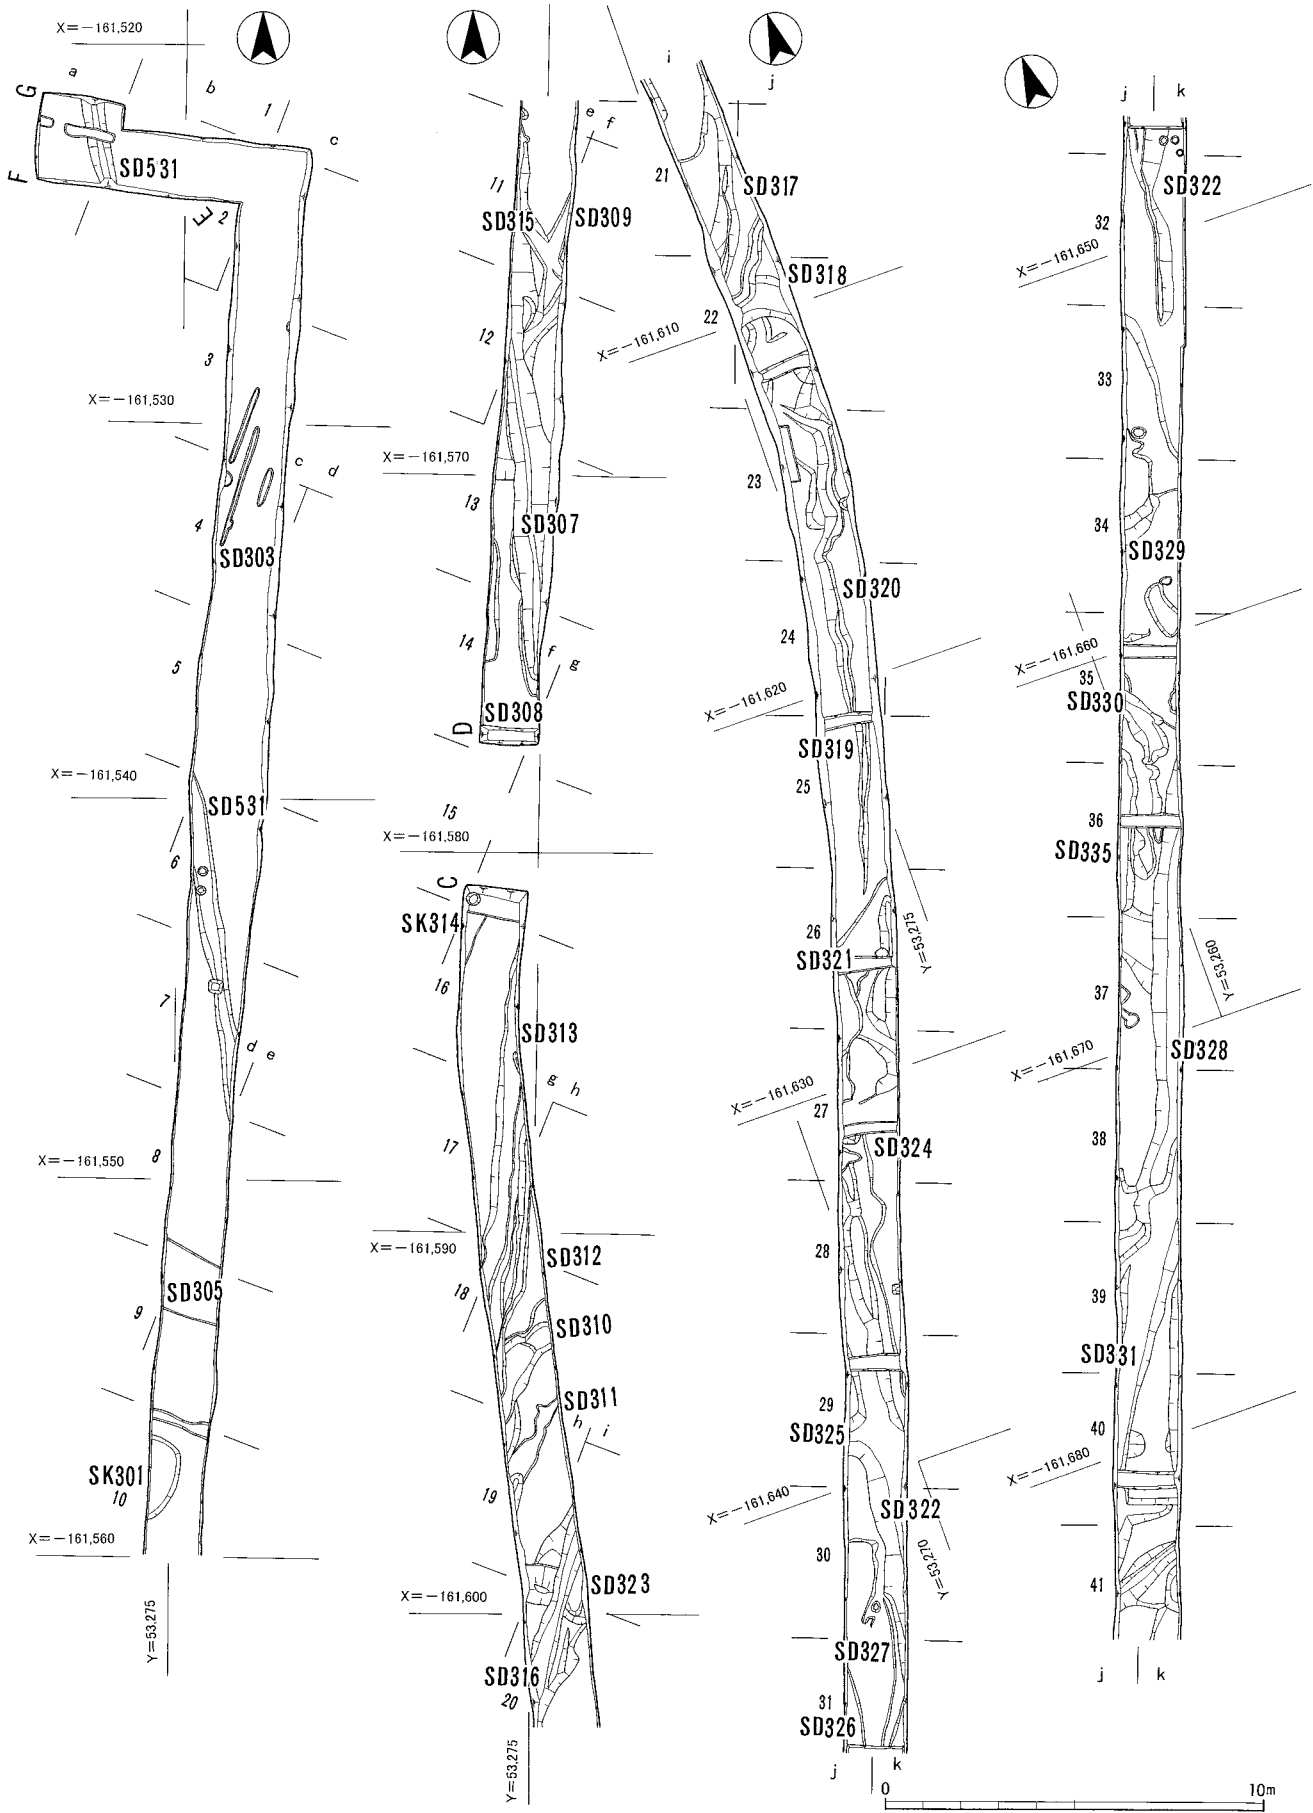 X=-161,520
a
b
1
c
G
F
SD531
E
2
3
X=-161,530
c
d
4
SD303
5
X=-161,540
SD531
6
7
d
e
X=-161,550
8
SD305
9
SK301
10
X=-161,560
Y=53,275
e
f
11
SD315
SD309
12
X=-161,570
13
SD307
14
f
g
SD308
D
15
X=-161,580
C
SK314
16
SD313
g
h
17
X=-161,590
SD312
18
SD310
SD311
h
i
19
X=-161,600
SD323
SD316
20
Y=53,275
i
j
21
SD317
SD318
22
X=-161,610
23
SD320
24
X=-161,620
SD319
25
26
SD321
Y=53,275
X=-161,630
27
SD324
28
29
SD325
X=-161,640
SD322
30
Y=53,270
SD327
31
SD326
j
k
j
k
SD322
32
X=-161,650
33
34
SD329
X=-161,660
35
SD330
36
SD335
37
Y=53,260
X=-161,670
SD328
38
39
SD331
40
X=-161,680
41
j
k
0
10m